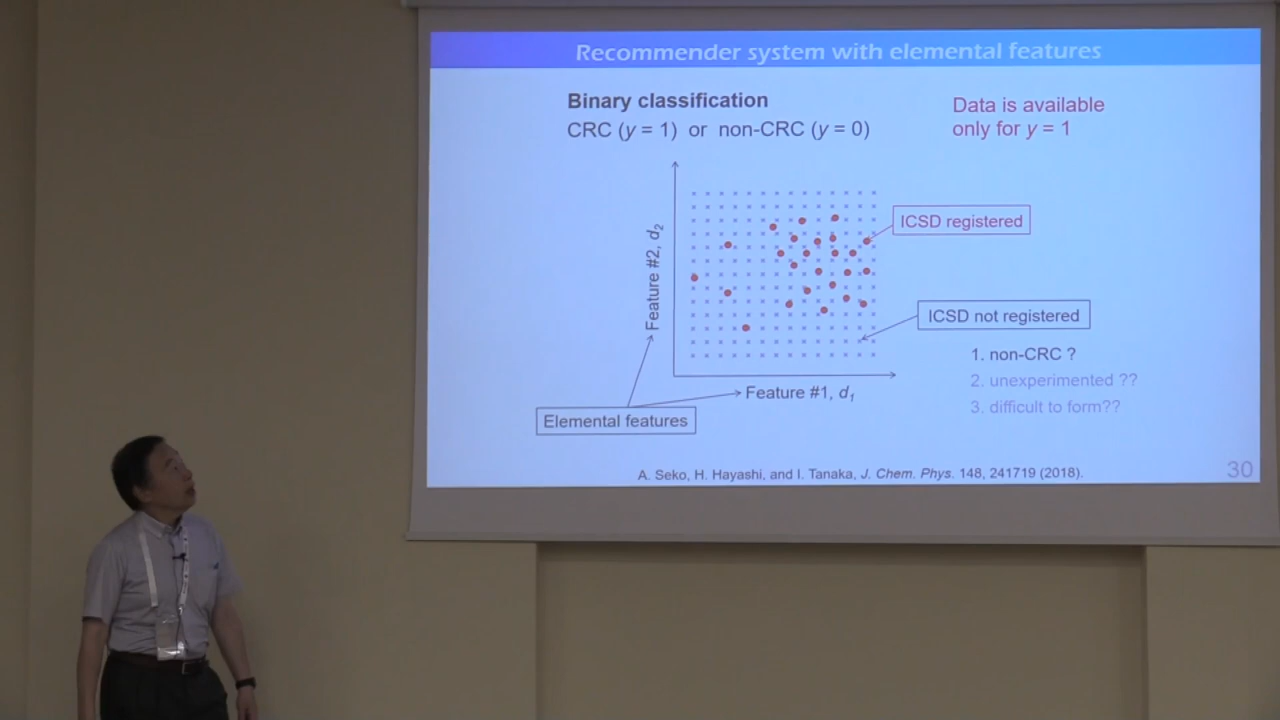 Recommender system with elemental features
Binary classification
CRC (y = 1) or non-CRC (y = 0)
Data is available
only for y = 1
ICSD registered
Feature #2, d2
ICSD not registered
1. non-CRC ?
2. unexperimented ??
3. difficult to form??
Feature #1, d1
Elemental features
A. Seko, H. Hayashi, and I. Tanaka, J. Chem. Phys. 148, 241719 (2018).
30